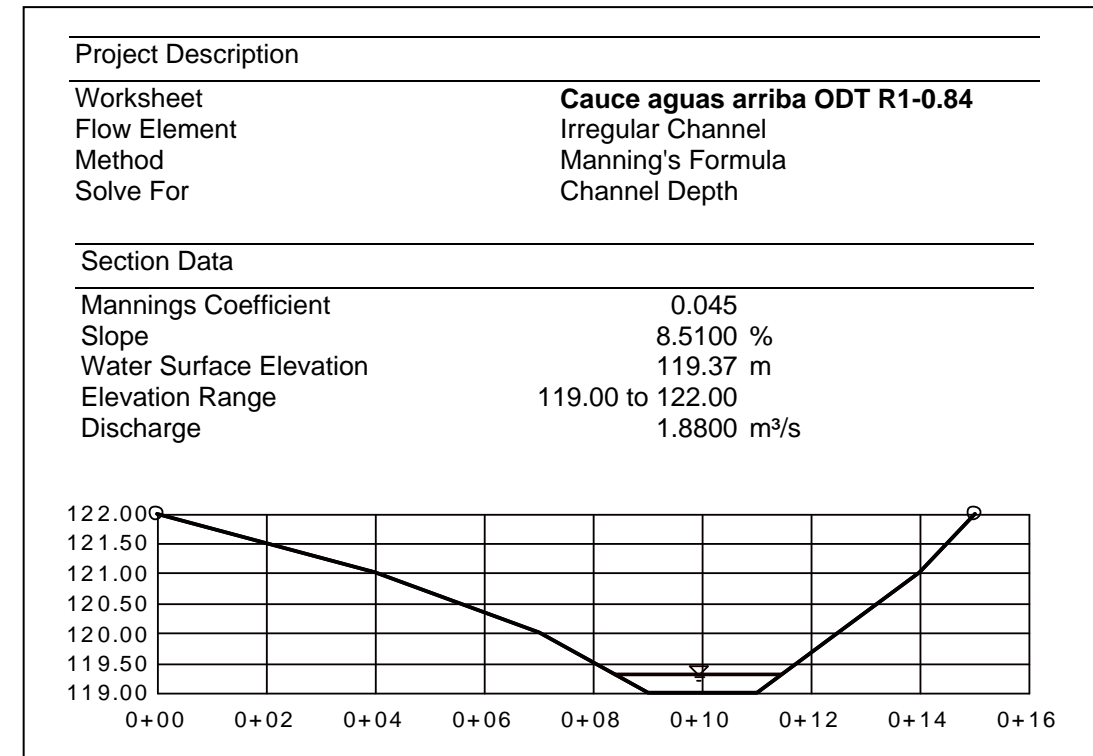 Project Description
Worksheet Cauce aguas arriba ODT R1-0.84
Flow Element Irregular Channel
Method Manning's Formula
Solve For Channel Depth
Section Data
Mannings Coefficient 0.045
Slope 8.5100 %
Water Surface Elevation 119.37 m
Elevation Range 119.00 to 122.00
Discharge 1.8800 m³/s
122.00
121.50
121.00
120.50
120.00
119.50
119.00
0+00 0+02 0+04 0+06 0+08 0+10 0+12 0+14 0+16